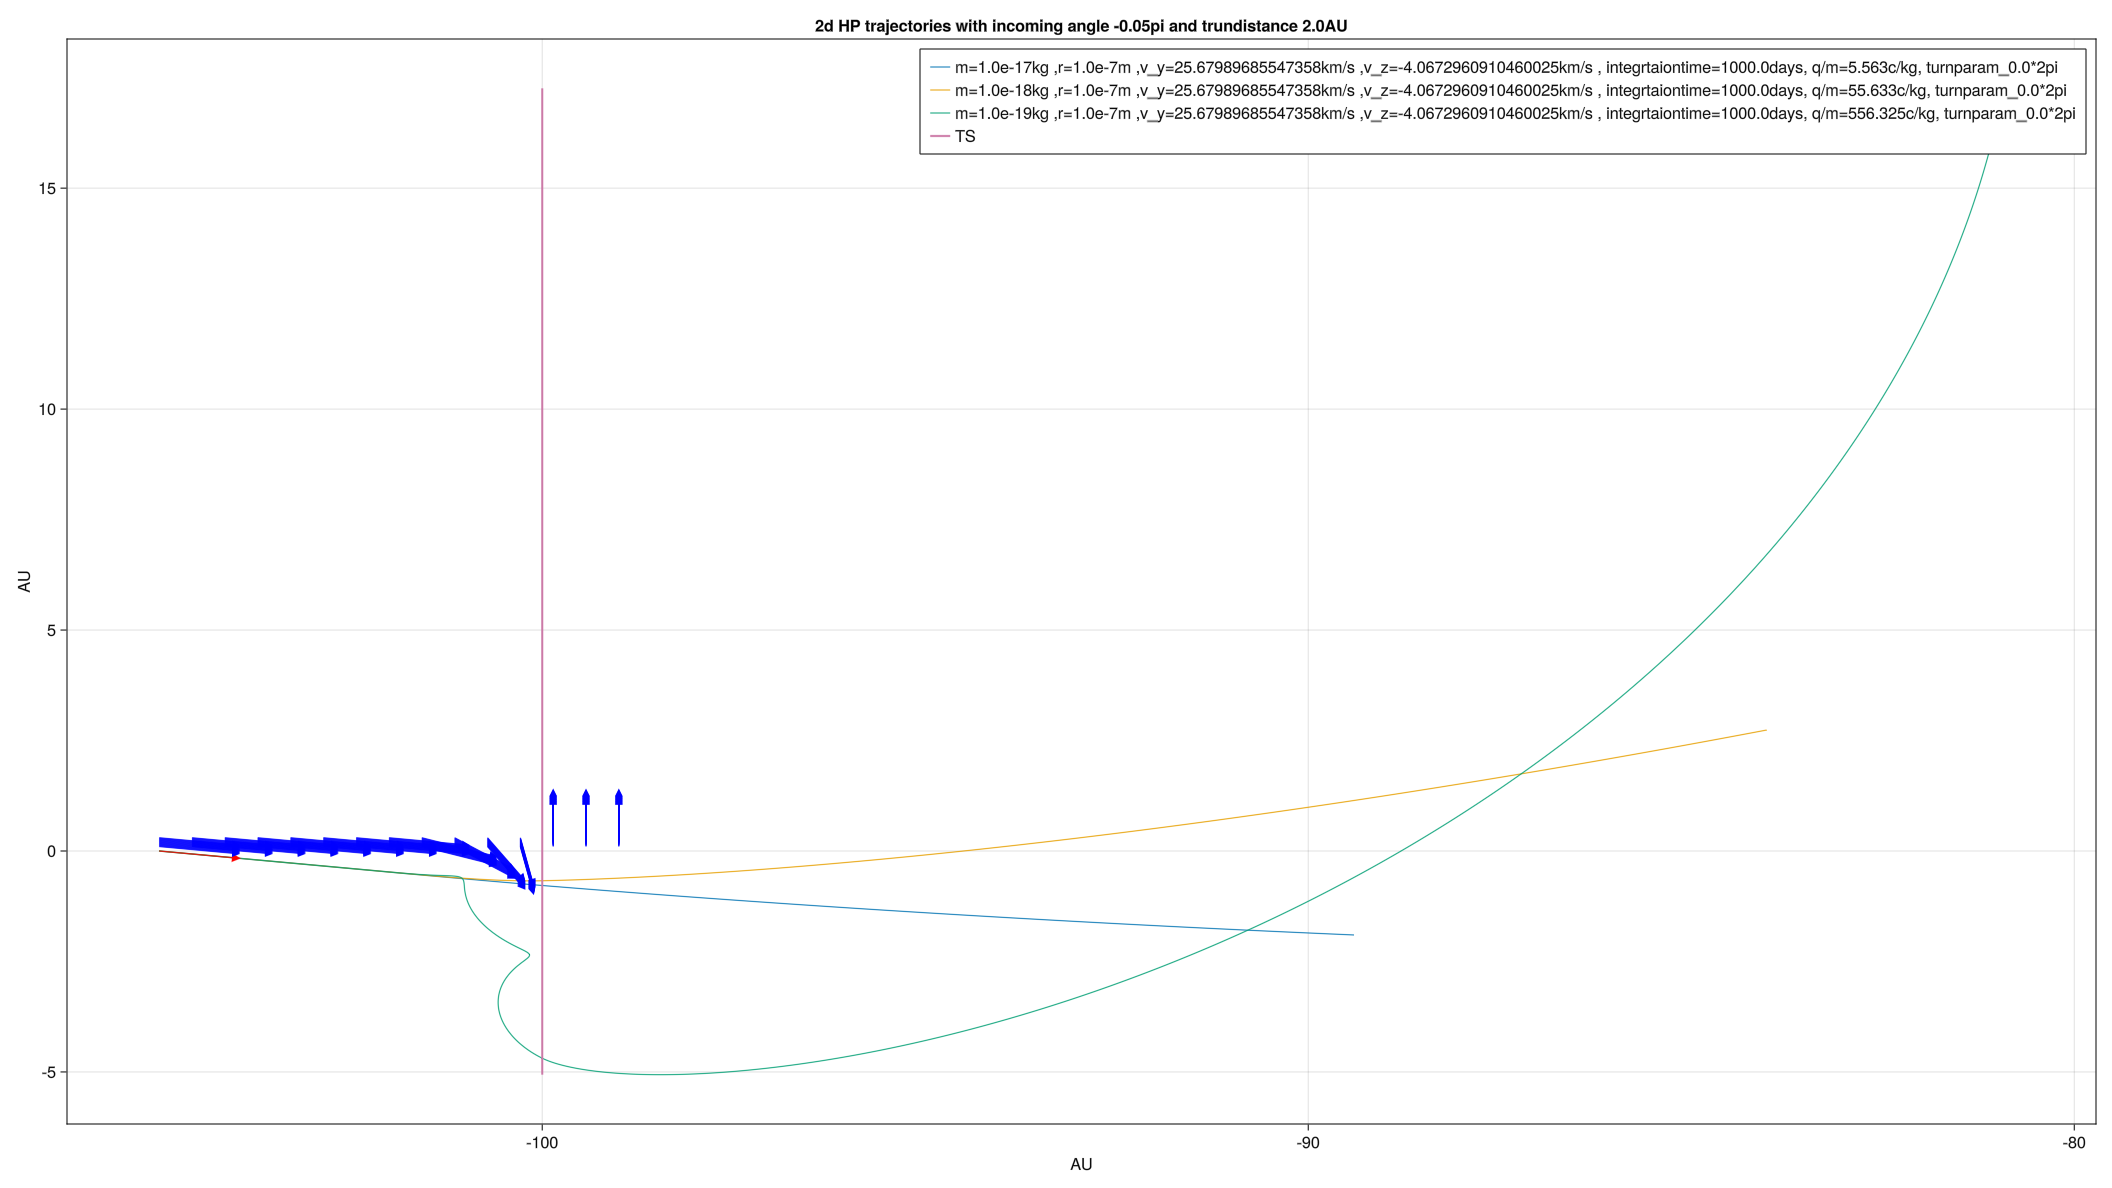 2d HP trajectories with incoming angle -0.05pi and trundistance 2.0AU
m=1.0e-17kg ,r=1.0e-7m ,v_y=25.67989685547358km/s ,v_z=-4.0672960910460025km/s , integrtaiontime=1000.0days, q/m=5.563c/kg, turnparam_0.0*2pi
m=1.0e-18kg ,r=1.0e-7m ,v_y=25.67989685547358km/s ,v_z=-4.0672960910460025km/s , integrtaiontime=1000.0days, q/m=55.633c/kg, turnparam_0.0*2pi
m=1.0e-19kg ,r=1.0e-7m ,v_y=25.67989685547358km/s ,v_z=-4.0672960910460025km/s , integrtaiontime=1000.0days, q/m=556.325c/kg, turnparam_0.0*2pi
TS
15
10
5
0
-5
AU
-100
-90
-80
AU